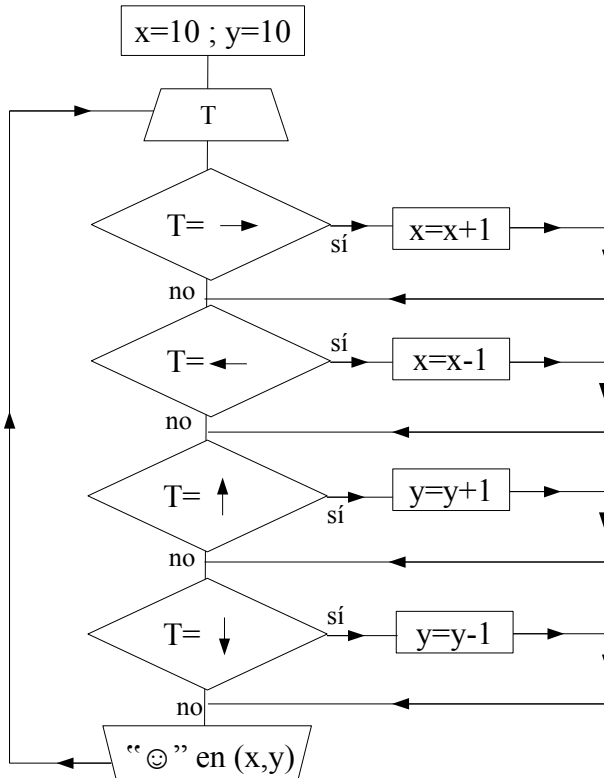 x=10 ; y=10
T
T= →
sí
x=x+1
no
T= ←
sí
x=x-1
no
T= ↑
sí
y=y+1
no
T= ↓
sí
y=y-1
no
“☺” en (x,y)